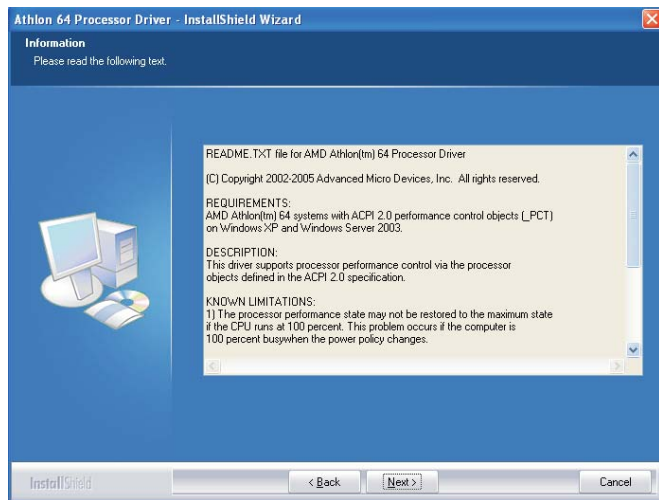 Athlon 64 Processor Driver - InstallShield Wizard
Information
Please read the following text.
README.TXT file for AMD Athlon(tm) 64 Processor Driver
(C) Copyright 2002-2005 Advanced Micro Devices, Inc. All rights reserved.
REQUIREMENTS:
AMD Athlon(tm) 64 systems with ACPI 2.0 performance control objects (_PCT)
on Windows XP and Windows Server 2003.
DESCRIPTION:
This driver supports processor performance control via the processor
objects defined in the ACPI 2.0 specification.
KNOWN LIMITATIONS:
1) The processor performance state may not be restored to the maximum state
if the CPU runs at 100 percent. This problem occurs if the computer is
100 percent busywhen the power policy changes.
InstallShield
< Back
Next >
Cancel